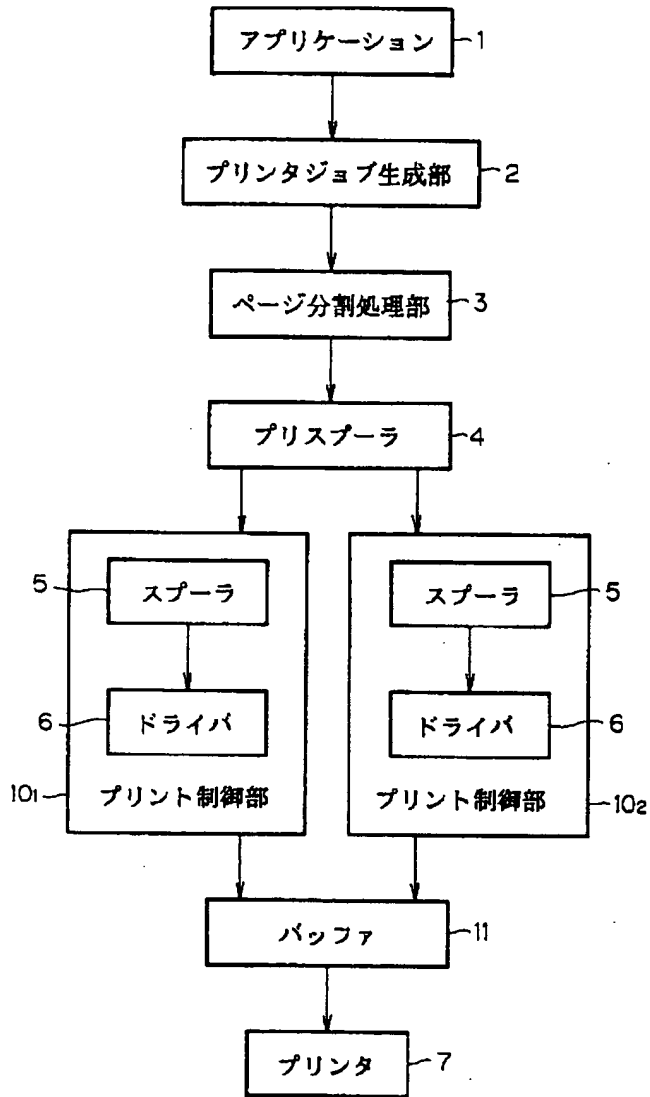 アプリケーション 1
プリンタジョブ生成部 2
ページ分割処理部 3
プリスプーラ 4
5 スプーラ
スプーラ 5
6 ドライバ
ドライバ 6
10₁ プリント制御部
プリント制御部 10₂
バッファ 11
プリンタ 7